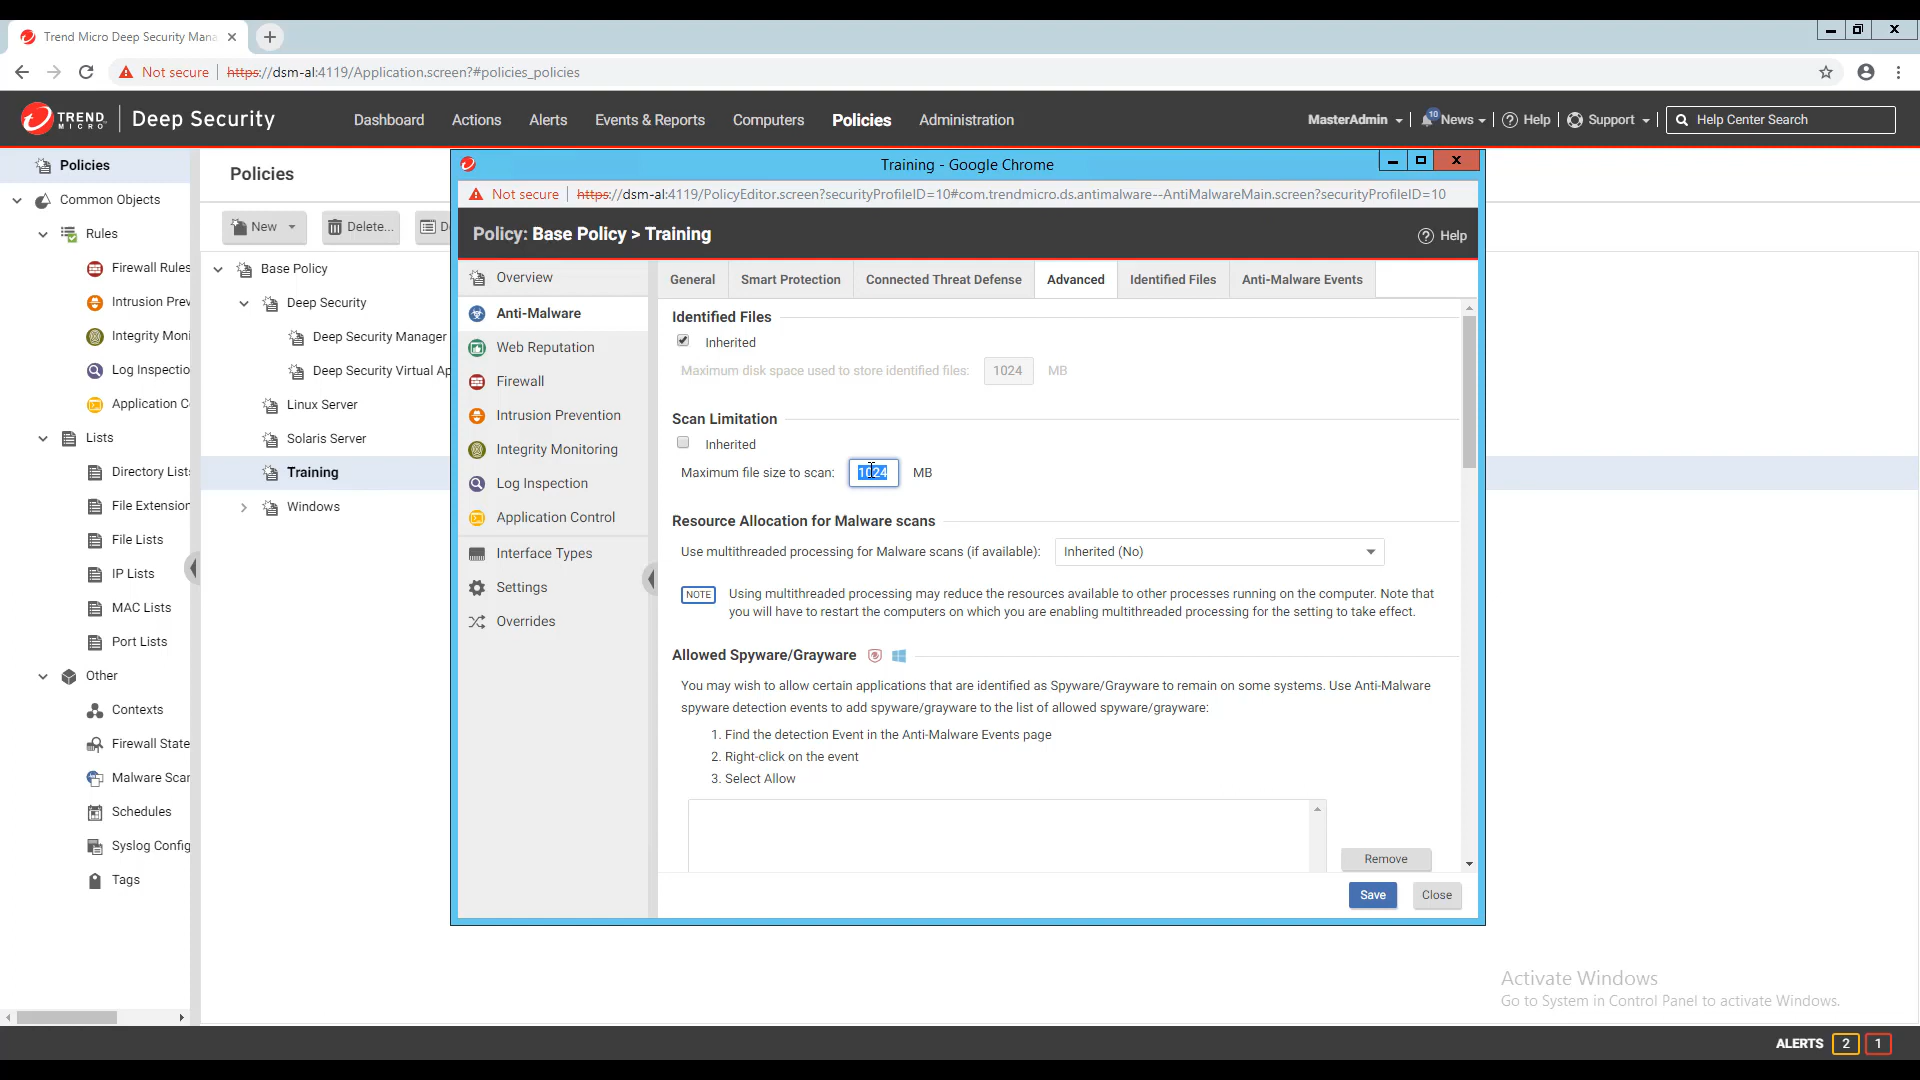 Trend Micro Deep Security Mana
Not secure | https://dsm-al:4119/Application.screen?#policies_policies
TREND MICRO
Deep Security
Dashboard
Actions
Alerts
Events & Reports
Computers
Policies
Administration
MasterAdmin
10
News
Help
Support
Help Center Search
Policies
Common Objects
Rules
Firewall Rules
Intrusion Prev
Integrity Moni
Log Inspectio
Application C
Lists
Directory Lists
File Extension
File Lists
IP Lists
MAC Lists
Port Lists
Other
Contexts
Firewall State
Malware Scan
Schedules
Syslog Config
Tags
Policies
New
Delete...
Base Policy
Deep Security
Deep Security Manager
Deep Security Virtual Ap
Linux Server
Solaris Server
Training
Windows
Training - Google Chrome
Not secure | https://dsm-al:4119/PolicyEditor.screen?securityProfileID=10#com.trendmicro.ds.antimalware--AntiMalwareMain.screen?securityProfileID=10
Policy: Base Policy > Training
Help
Overview
Anti-Malware
Web Reputation
Firewall
Intrusion Prevention
Integrity Monitoring
Log Inspection
Application Control
Interface Types
Settings
Overrides
General
Smart Protection
Connected Threat Defense
Advanced
Identified Files
Anti-Malware Events
Identified Files
Inherited
Maximum disk space used to store identified files: 1024 MB
Scan Limitation
Inherited
Maximum file size to scan: 1024 MB
Resource Allocation for Malware scans
Use multithreaded processing for Malware scans (if available): Inherited (No)
NOTE Using multithreaded processing may reduce the resources available to other processes running on the computer. Note that
you will have to restart the computers on which you are enabling multithreaded processing for the setting to take effect.
Allowed Spyware/Grayware
You may wish to allow certain applications that are identified as Spyware/Grayware to remain on some systems. Use Anti-Malware
spyware detection events to add spyware/grayware to the list of allowed spyware/grayware:
1. Find the detection Event in the Anti-Malware Events page
2. Right-click on the event
3. Select Allow
Remove
Save
Close
Activate Windows
Go to System in Control Panel to activate Windows.
ALERTS 2 1